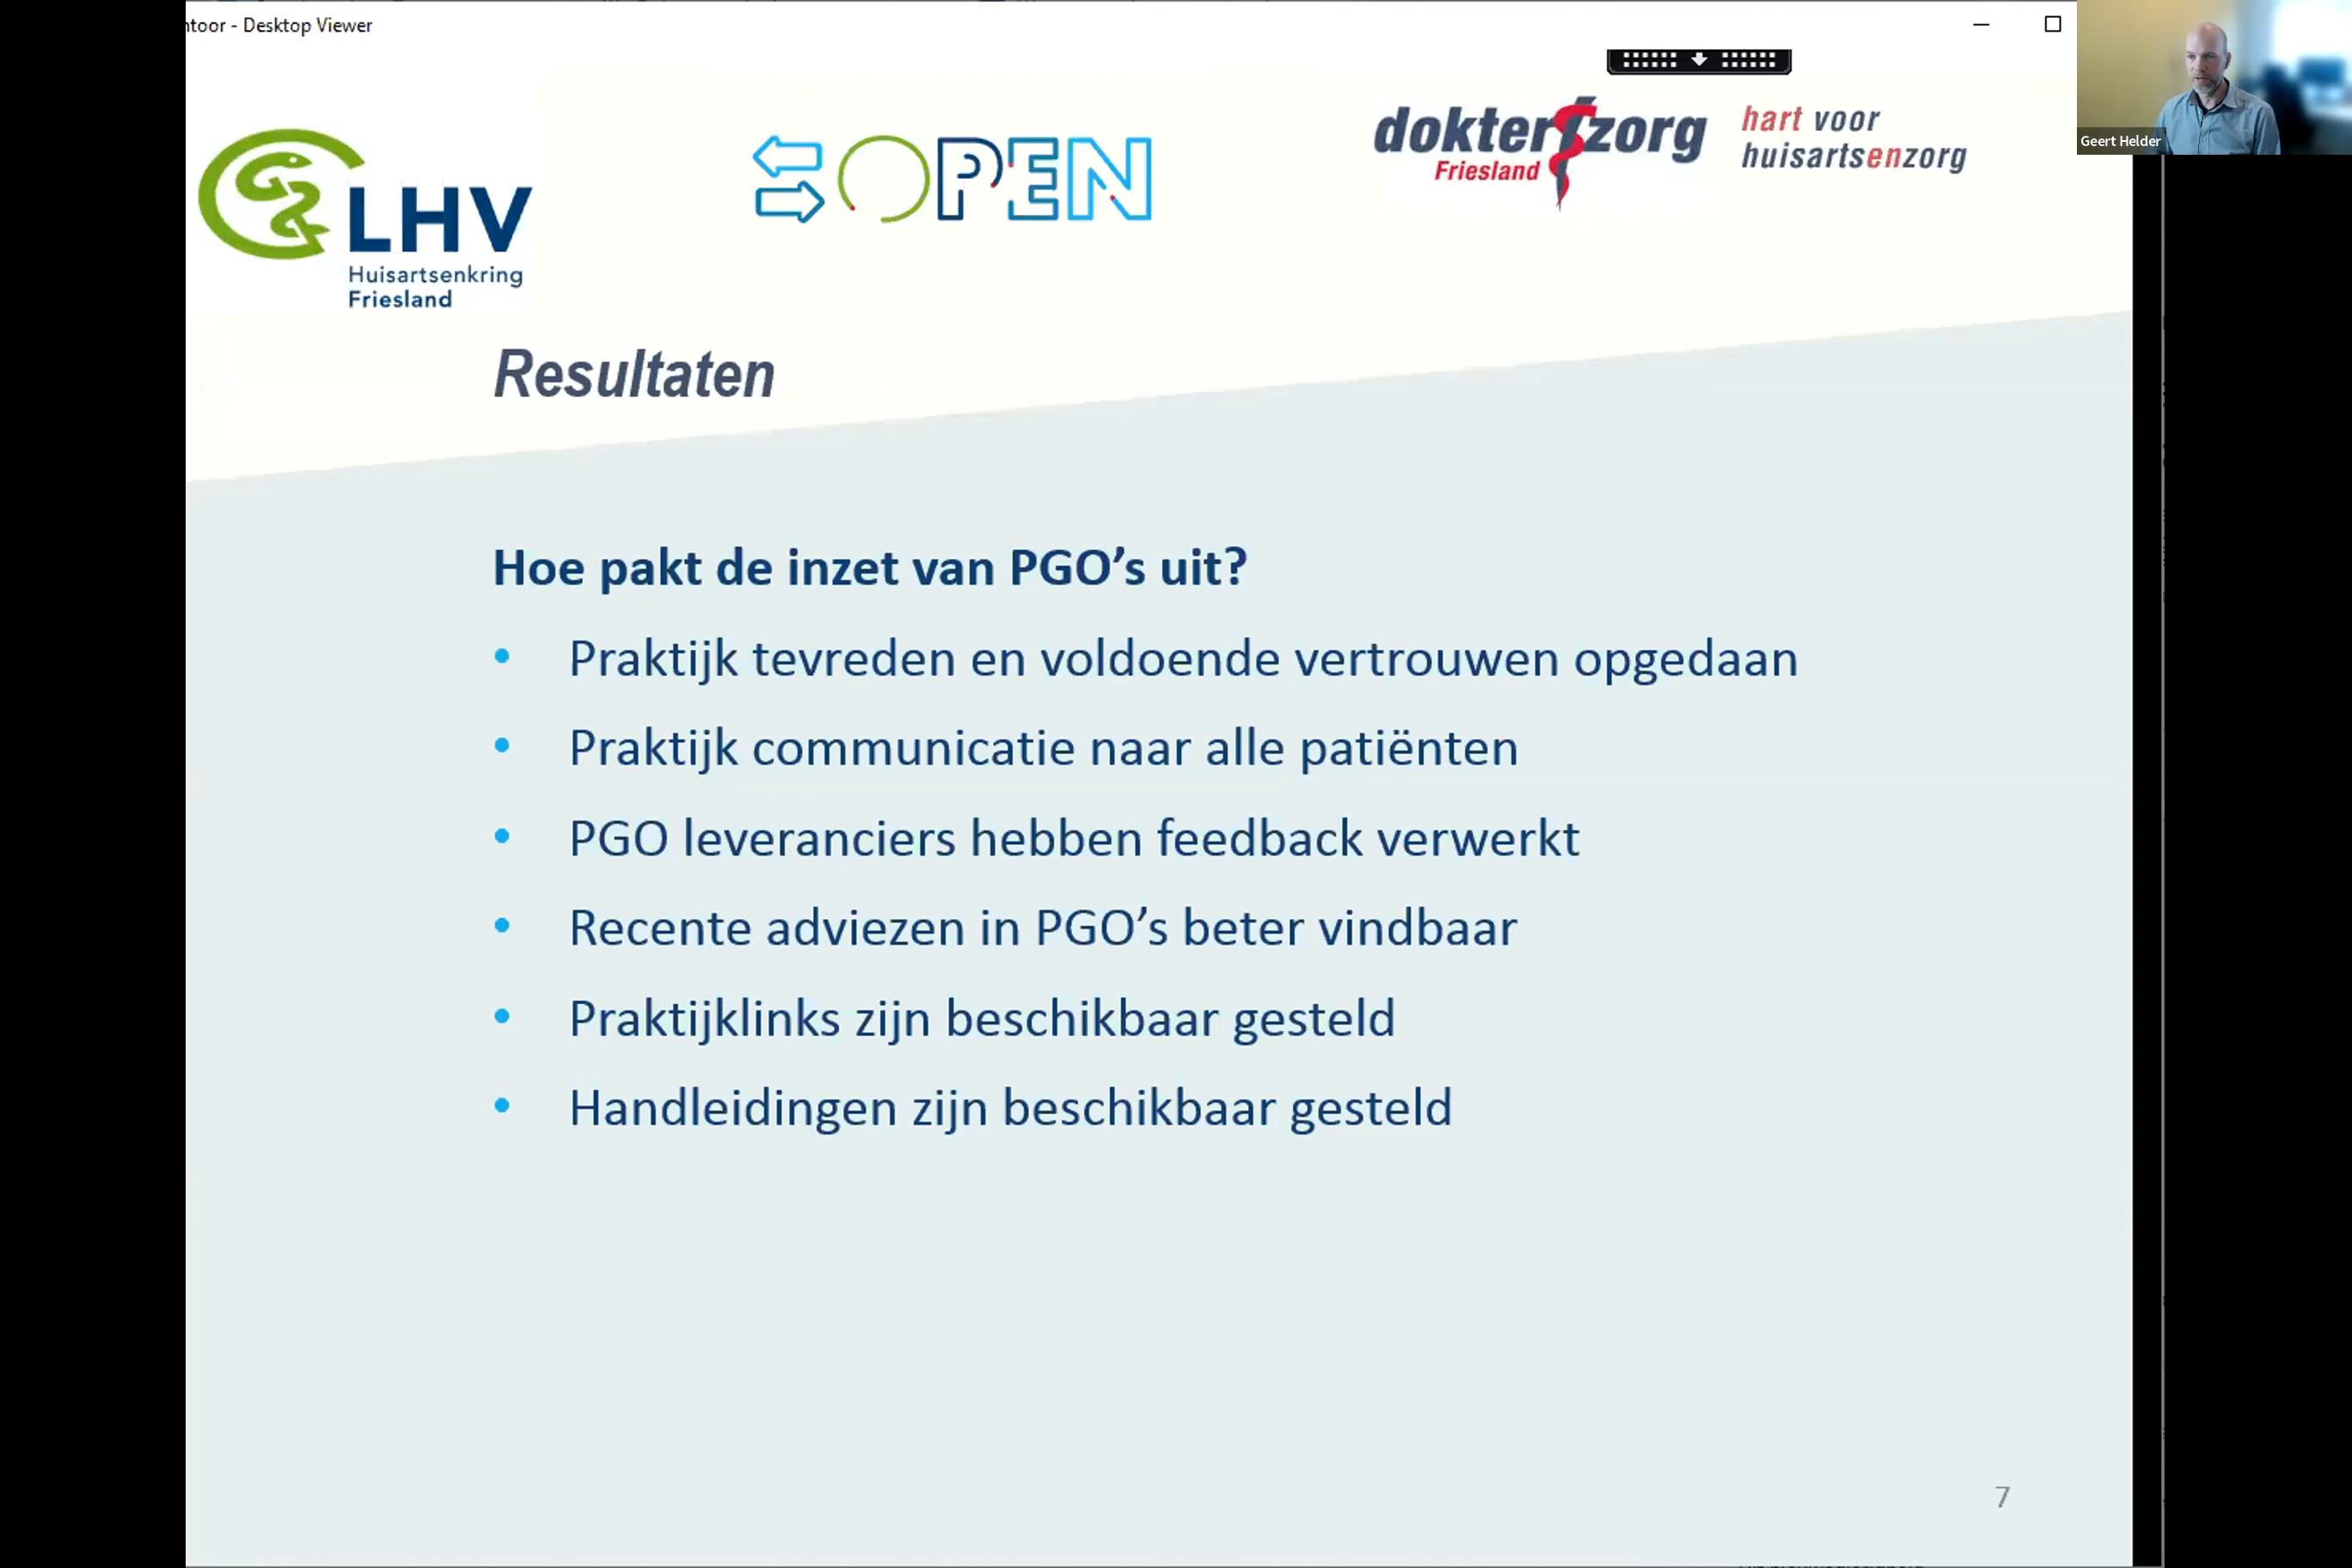 ntoor - Desktop Viewer
Geert Helder
LHV
Huisartsenkring
Friesland
OPEN
dokterzorg
Friesland
hart voor
huisartsenzorg
Resultaten
Hoe pakt de inzet van PGO's uit?
• Praktijk tevreden en voldoende vertrouwen opgedaan
• Praktijk communicatie naar alle patiënten
• PGO leveranciers hebben feedback verwerkt
• Recente adviezen in PGO's beter vindbaar
• Praktijklinks zijn beschikbaar gesteld
• Handleidingen zijn beschikbaar gesteld
7